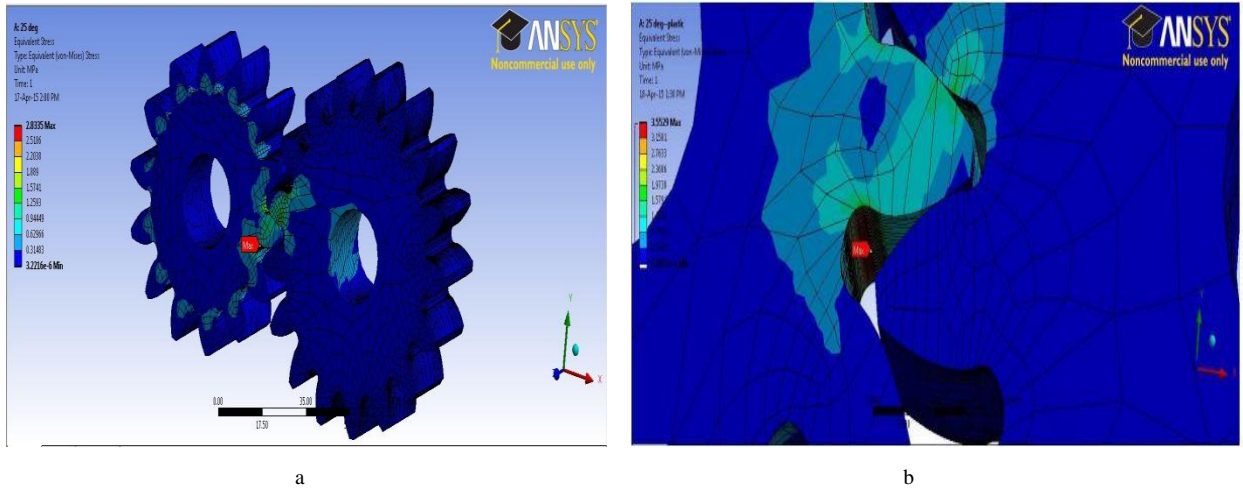 A: 25 deg
Equivalent Stress
Type: Equivalent (von-Mises) Stress
Unit: MPa
Time: 1
17-Apr-15 2:00 PM
2.8335 Max
2.5186
2.2038
1.889
1.5741
1.2593
0.94449
0.62966
0.31483
3.2216e-6 Min
ANSYS
Noncommercial use only
Max
Y
X
0.00
35.00
17.50
a
A: 25 deg--plastic
Equivalent Stress
Type: Equivalent (von-Mises)
Unit: MPa
Time: 1
ANSYS
Noncommercial use only
3.5529 Max
3.1581
2.7633
2.3686
1.9738
Max
Y
b